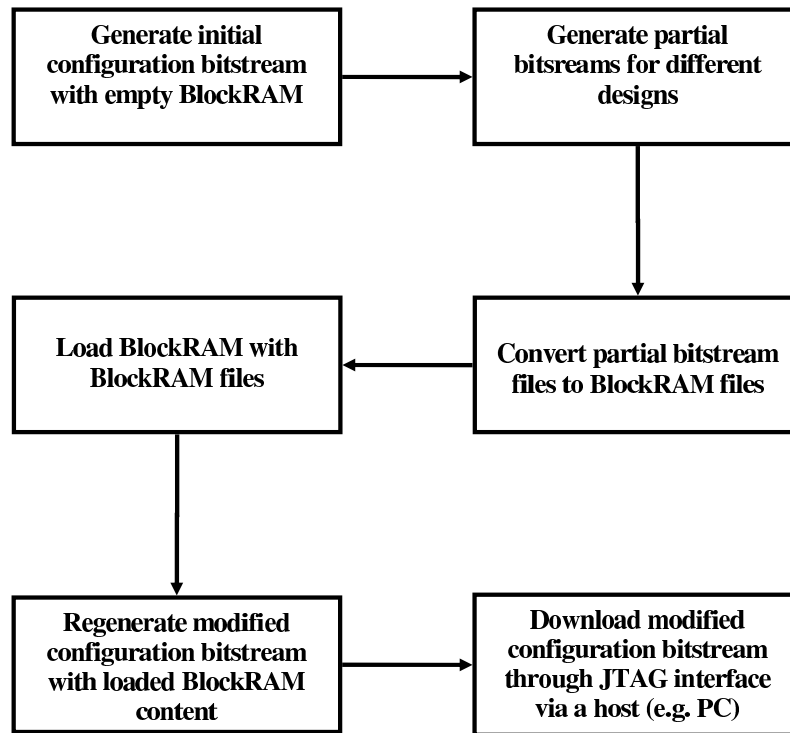 Generate initial
configuration bitstream
with empty BlockRAM
Generate partial
bitsreams for different
designs
Convert partial bitstream
files to BlockRAM files
Load BlockRAM with
BlockRAM files
Regenerate modified
configuration bitstream
with loaded BlockRAM
content
Download modified
configuration bitstream
through JTAG interface
via a host (e.g. PC)